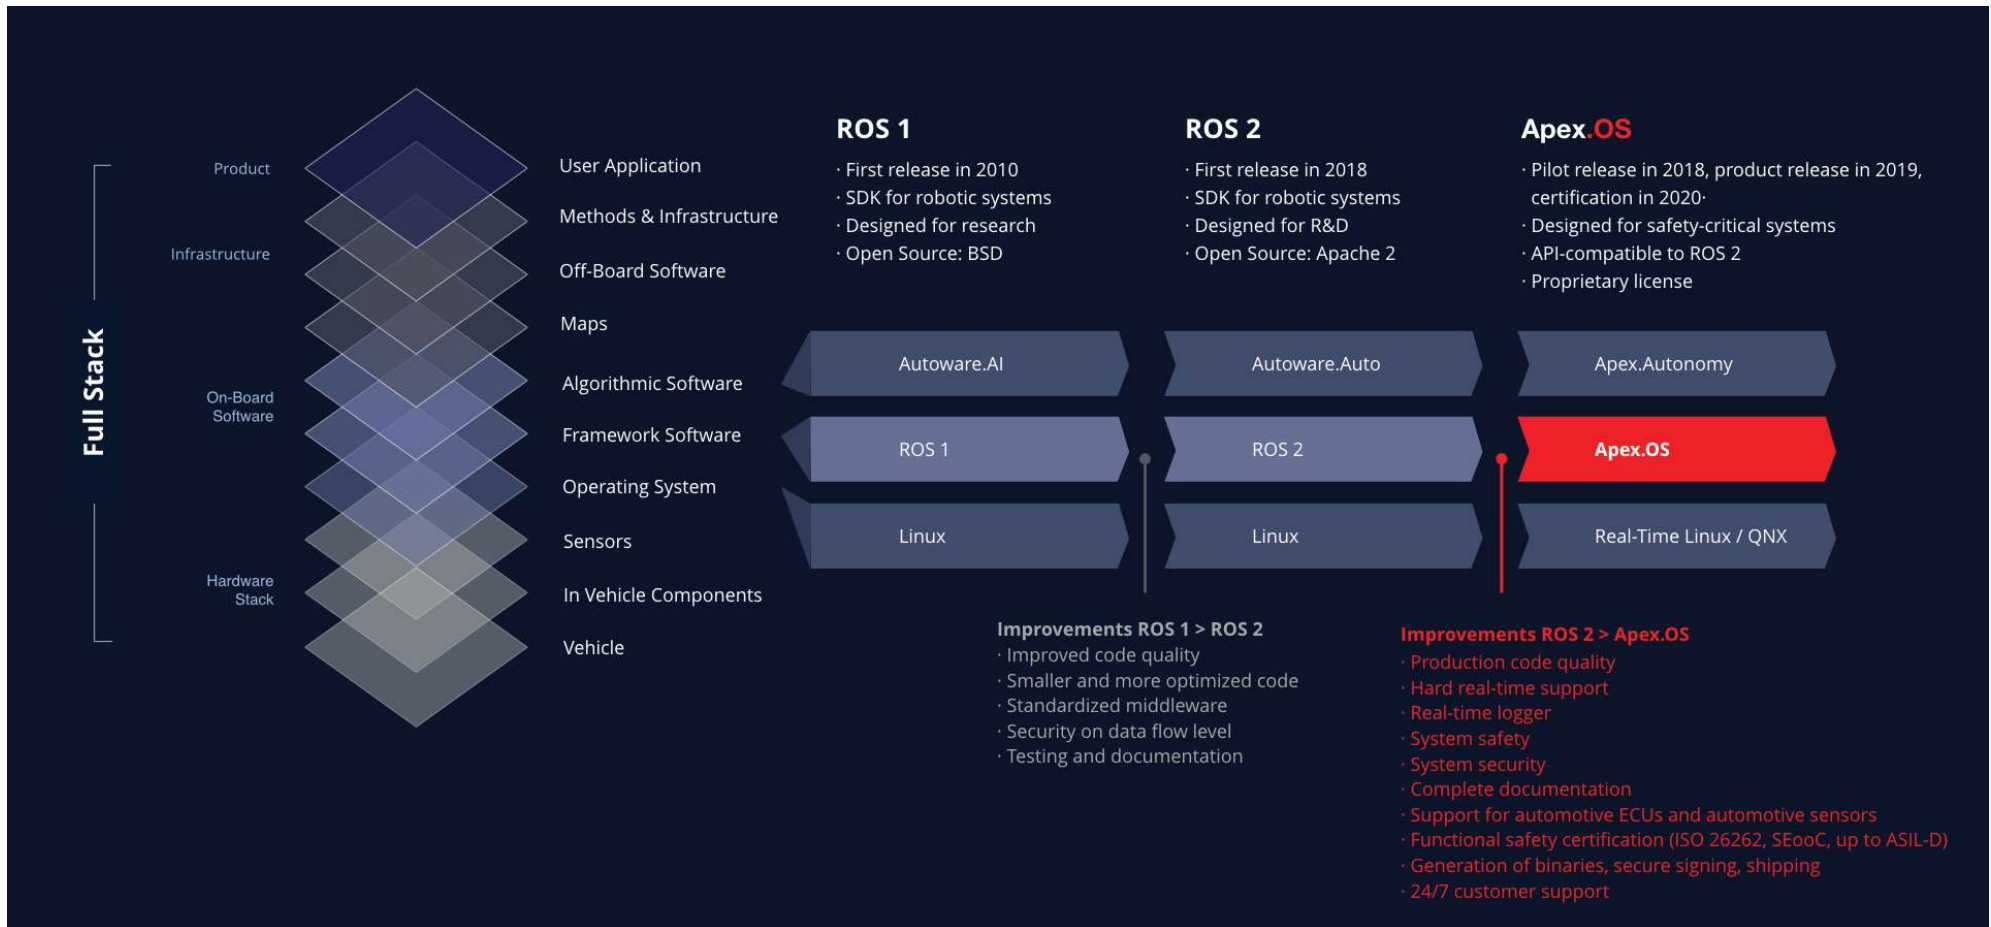 Full Stack
Product
Infrastructure
On-Board
Software
Hardware
Stack
User Application
Methods & Infrastructure
Off-Board Software
Maps
Algorithmic Software
Framework Software
Operating System
Sensors
In Vehicle Components
Vehicle
ROS 1
· First release in 2010
· SDK for robotic systems
· Designed for research
· Open Source: BSD
ROS 2
· First release in 2018
· SDK for robotic systems
· Designed for R&D
· Open Source: Apache 2
Apex.OS
· Pilot release in 2018, product release in 2019,
certification in 2020·
· Designed for safety-critical systems
· API-compatible to ROS 2
· Proprietary license
Autoware.AI
Autoware.Auto
Apex.Autonomy
ROS 1
ROS 2
Apex.OS
Linux
Linux
Real-Time Linux / QNX
Improvements ROS 1 > ROS 2
· Improved code quality
· Smaller and more optimized code
· Standardized middleware
· Security on data flow level
· Testing and documentation
Improvements ROS 2 > Apex.OS
· Production code quality
· Hard real-time support
· Real-time logger
· System safety
· System security
· Complete documentation
· Support for automotive ECUs and automotive sensors
· Functional safety certification (ISO 26262, SEooC, up to ASIL-D)
· Generation of binaries, secure signing, shipping
· 24/7 customer support